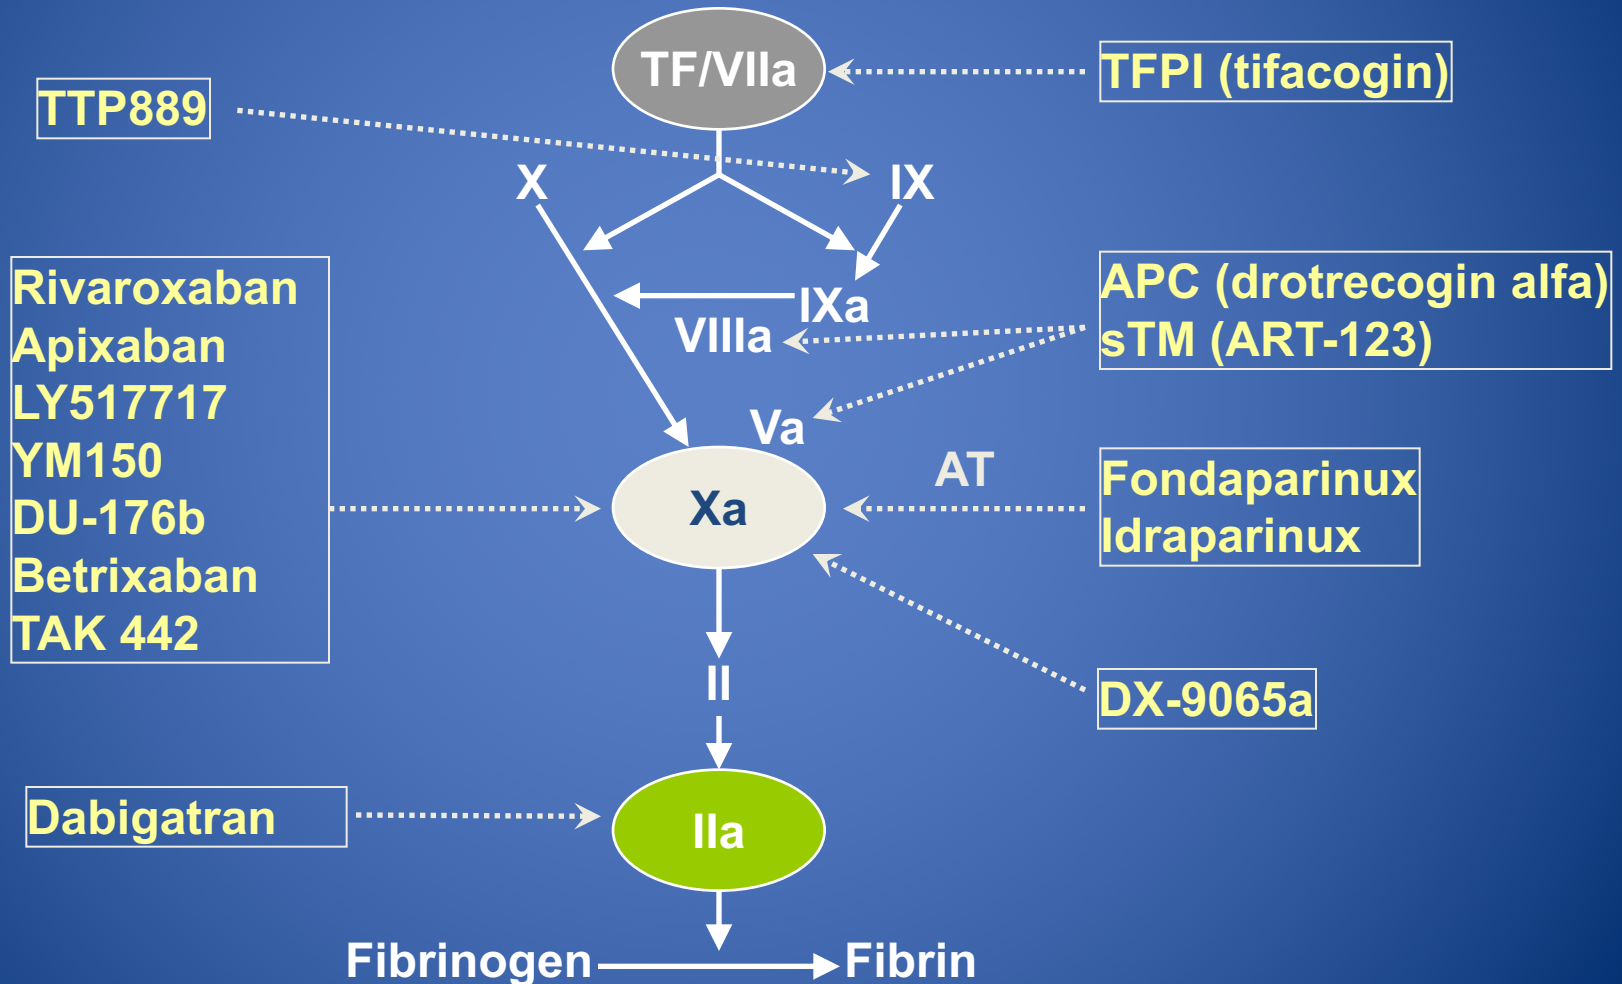 TF/VIIa
TFPI (tifacogin)
TTP889
X
IX
Rivaroxaban
Apixaban
LY517717
YM150
DU-176b
Betrixaban
TAK 442
IXa
VIIIa
APC (drotrecogin alfa)
sTM (ART-123)
Va
AT
Xa
Fondaparinux
Idraparinux
II
DX-9065a
Dabigatran
IIa
Fibrinogen
Fibrin